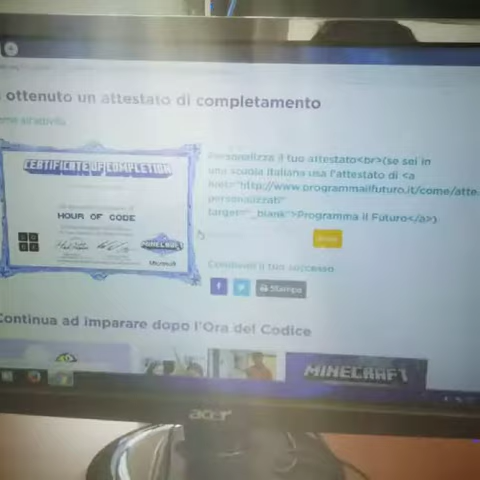 ottenuto un attestato di completamento
Personalizza il tuo attestato<br>(se sei in
una scuola italiana usa l'attestato di <a
href="http://www.programmailfuturo.it/come/atte
personalizzati"
target="_blank">Programma il Futuro</a>)
CERTIFICATE OF COMPLETION
HOUR OF CODE
MINECRAFT
Microsoft
Condividi il tuo successo
f
Stampa
Continua ad imparare dopo l'Ora del Codice
MINECRAFT
acer